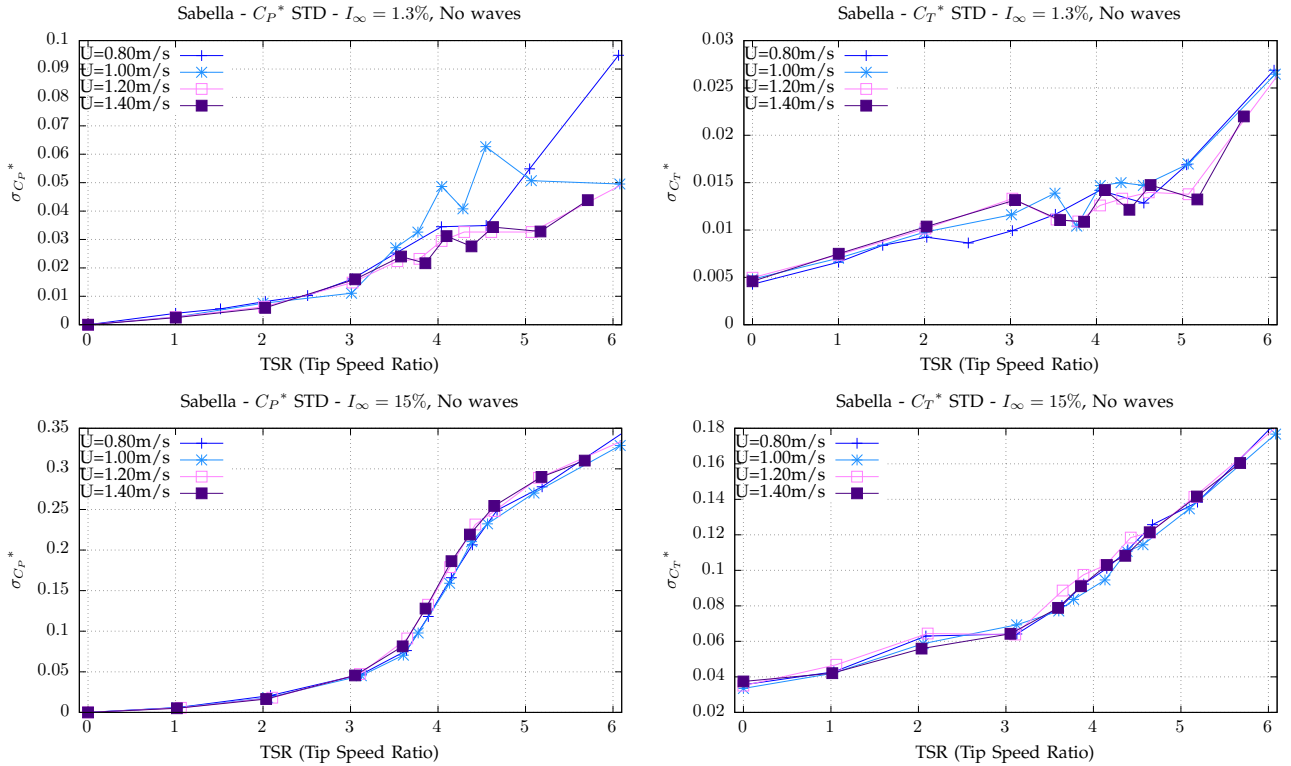 Sabella - C_P* STD - I_∞ = 1.3%, No waves
0.1
0.09
0.08
0.07
0.06
0.05
0.04
0.03
0.02
0.01
0
σ_{C_P}*
U=0.80m/s
U=1.00m/s
U=1.20m/s
U=1.40m/s
0 1 2 3 4 5 6
TSR (Tip Speed Ratio)
Sabella - C_T* STD - I_∞ = 1.3%, No waves
0.03
0.025
0.02
0.015
0.01
0.005
0
σ_{C_T}*
U=0.80m/s
U=1.00m/s
U=1.20m/s
U=1.40m/s
0 1 2 3 4 5 6
TSR (Tip Speed Ratio)
Sabella - C_P* STD - I_∞ = 15%, No waves
0.35
0.3
0.25
0.2
0.15
0.1
0.05
0
σ_{C_P}*
U=0.80m/s
U=1.00m/s
U=1.20m/s
U=1.40m/s
0 1 2 3 4 5 6
TSR (Tip Speed Ratio)
Sabella - C_T* STD - I_∞ = 15%, No waves
0.18
0.16
0.14
0.12
0.1
0.08
0.06
0.04
0.02
σ_{C_T}*
U=0.80m/s
U=1.00m/s
U=1.20m/s
U=1.40m/s
0 1 2 3 4 5 6
TSR (Tip Speed Ratio)